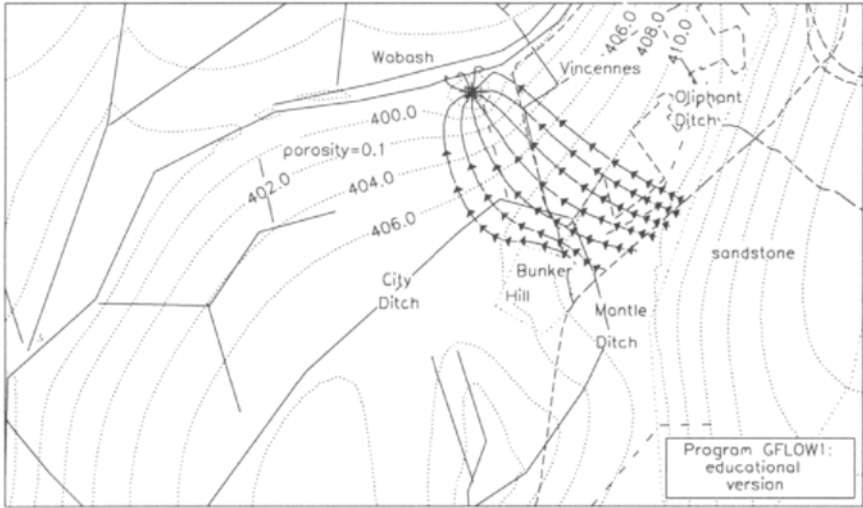 Wabash
Vincennes
406.0
408.0
410.0
Oliphant
Ditch
400.0
porosity=0.1
402.0
404.0
406.0
sandstone
City
Ditch
Bunker
Hill
Mantle
Ditch
Program GFLOW1:
educational
version